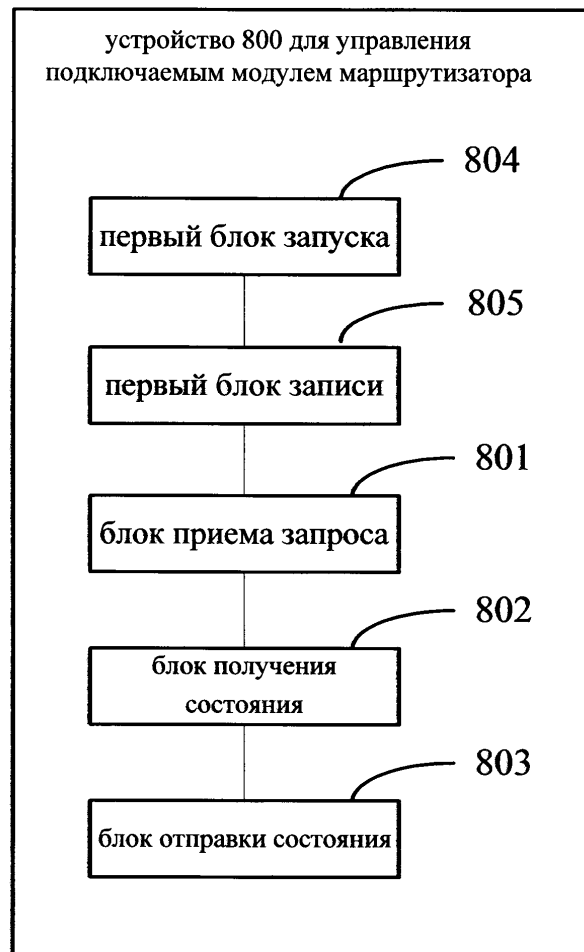 устройство 800 для управления
подключаемым модулем маршрутизатора
804
первый блок запуска
805
первый блок записи
801
блок приема запроса
802
блок получения
состояния
803
блок отправки состояния